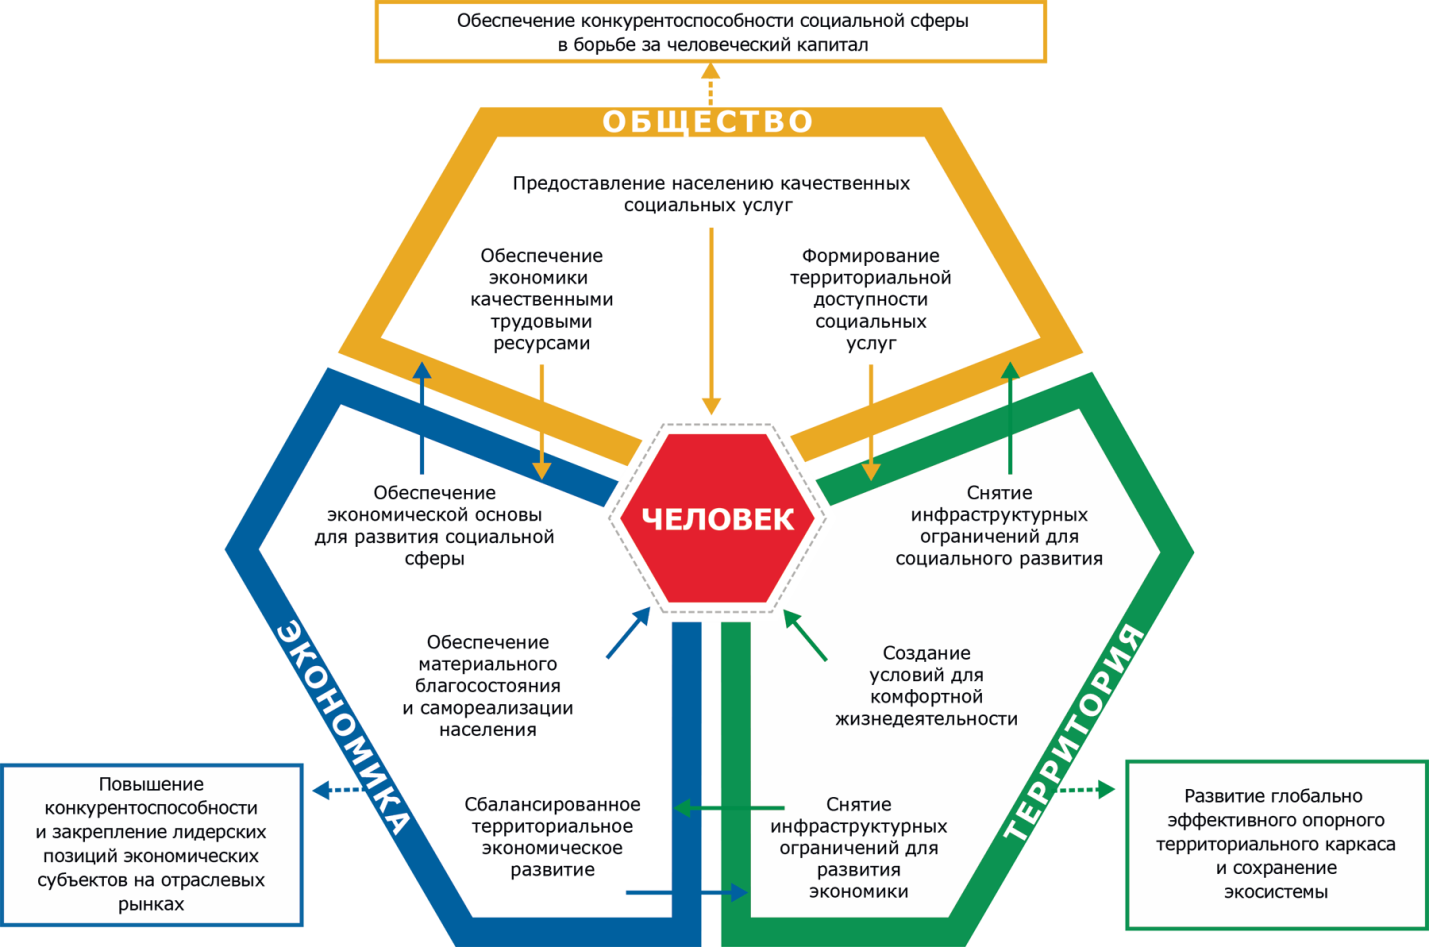 Обеспечение конкурентоспособности социальной сферы
в борьбе за человеческий капитал
ОБЩЕСТВО
Предоставление населению качественных
социальных услуг
Обеспечение
экономики
качественными
трудовыми
ресурсами
Формирование
территориальной
доступности
социальных
услуг
ЧЕЛОВЕК
Обеспечение
экономической основы
для развития социальной
сферы
Снятие
инфраструктурных
ограничений для
социального развития
ЭКОНОМИКА
Обеспечение
материального
благосостояния
и самореализации
населения
Создание
условий для
комфортной
жизнедеятельности
ТЕРРИТОРИЯ
Повышение
конкурентоспособности
и закрепление лидерских
позиций экономических
субъектов на отраслевых
рынках
Сбалансированное
территориальное
экономическое
развитие
Снятие
инфраструктурных
ограничений для
развития
экономики
Развитие глобально
эффективного опорного
территориального каркаса
и сохранение
экосистемы